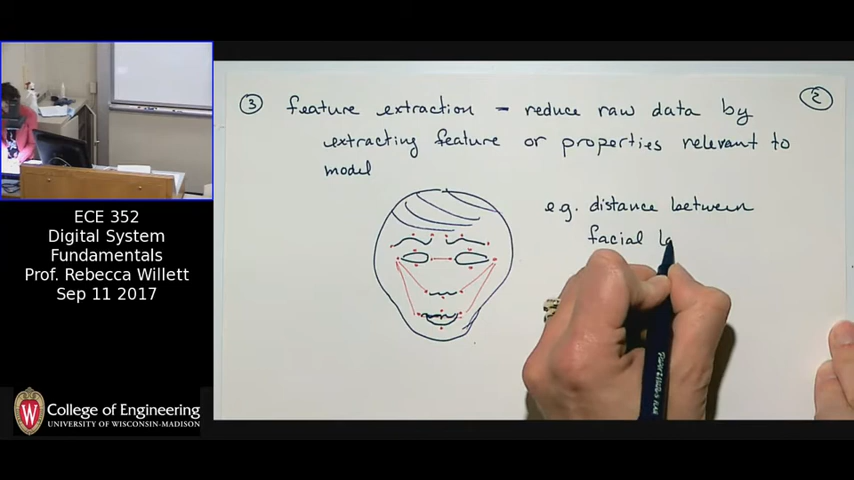 ③ feature extraction - reduce raw data by
②
extracting feature or properties relevant to
model
e.g. distance between
facial
ECE 352
Digital System
Fundamentals
Prof. Rebecca Willett
Sep 11 2017
W
College of Engineering
UNIVERSITY OF WISCONSIN-MADISON